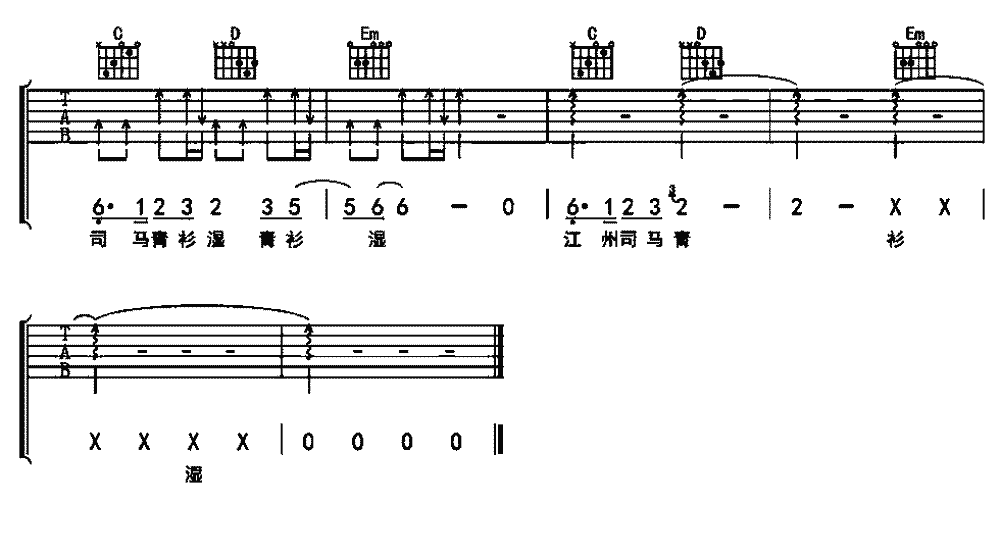 C D Em C D Em
T
A
B
6· 1 2 3 2 3 5 | 5 6 6 － 0 | 6· 1 2 3 3 2 － | 2 － X X |
司 马青 衫 湿 青 衫 湿 江 州司 马 青 衫
T
A
B
X X X X | 0 0 0 0
湿